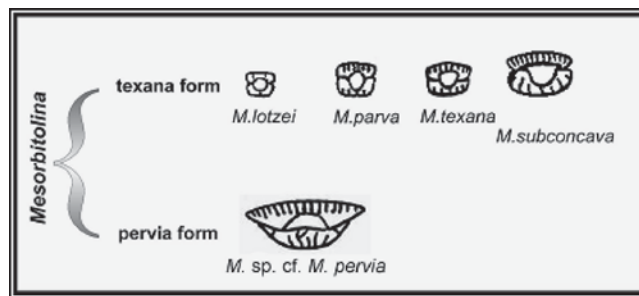 Mesorbitolina
texana form
M.lotzei
M.parva
M.texana
M.subconcava
pervia form
M. sp. cf. M. pervia